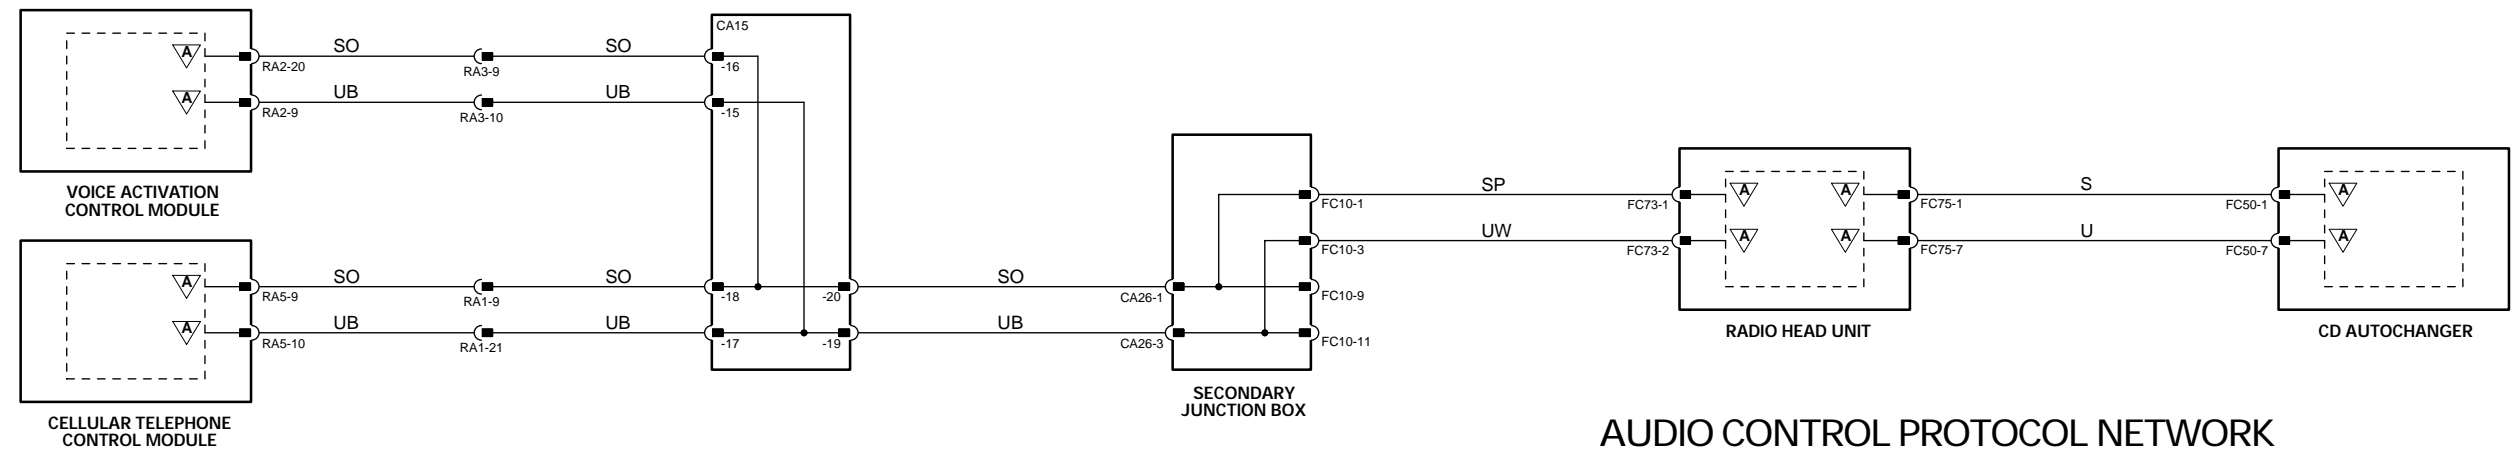 CA15
A
SO
SO
RA2-20
RA3-9
-16
A
UB
UB
RA2-9
RA3-10
-15
VOICE ACTIVATION
CONTROL MODULE
A
SO
SO
RA5-9
RA1-9
-18
-20
A
UB
UB
RA5-10
RA1-21
-17
-19
CELLULAR TELEPHONE
CONTROL MODULE
SO
CA26-1
UB
CA26-3
FC10-1
FC10-3
FC10-9
FC10-11
SECONDARY
JUNCTION BOX
SP
FC73-1
UW
FC73-2
A
A
A
A
RADIO HEAD UNIT
FC75-1
S
FC50-1
FC75-7
U
FC50-7
A
A
CD AUTOCHANGER
AUDIO CONTROL PROTOCOL NETWORK